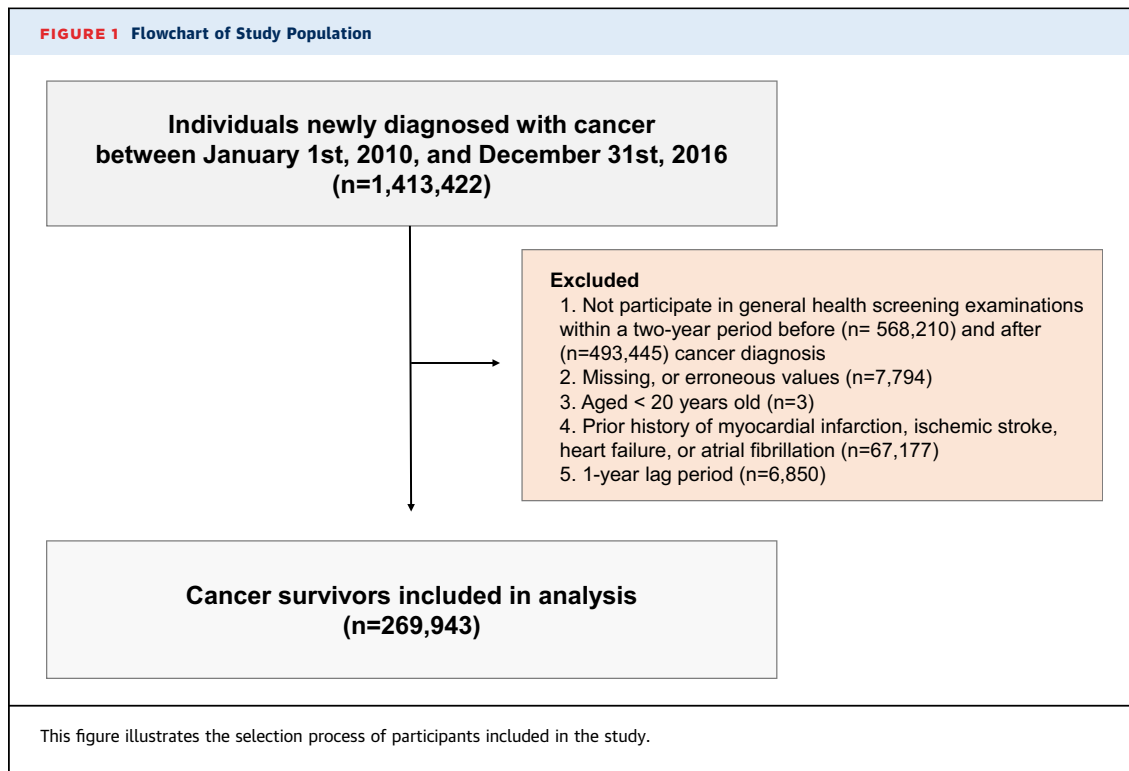 FIGURE 1 Flowchart of Study Population
Individuals newly diagnosed with cancer
between January 1st, 2010, and December 31st, 2016
(n=1,413,422)
Excluded
1. Not participate in general health screening examinations
within a two-year period before (n= 568,210) and after
(n=493,445) cancer diagnosis
2. Missing, or erroneous values (n=7,794)
3. Aged < 20 years old (n=3)
4. Prior history of myocardial infarction, ischemic stroke,
heart failure, or atrial fibrillation (n=67,177)
5. 1-year lag period (n=6,850)
Cancer survivors included in analysis
(n=269,943)
This figure illustrates the selection process of participants included in the study.